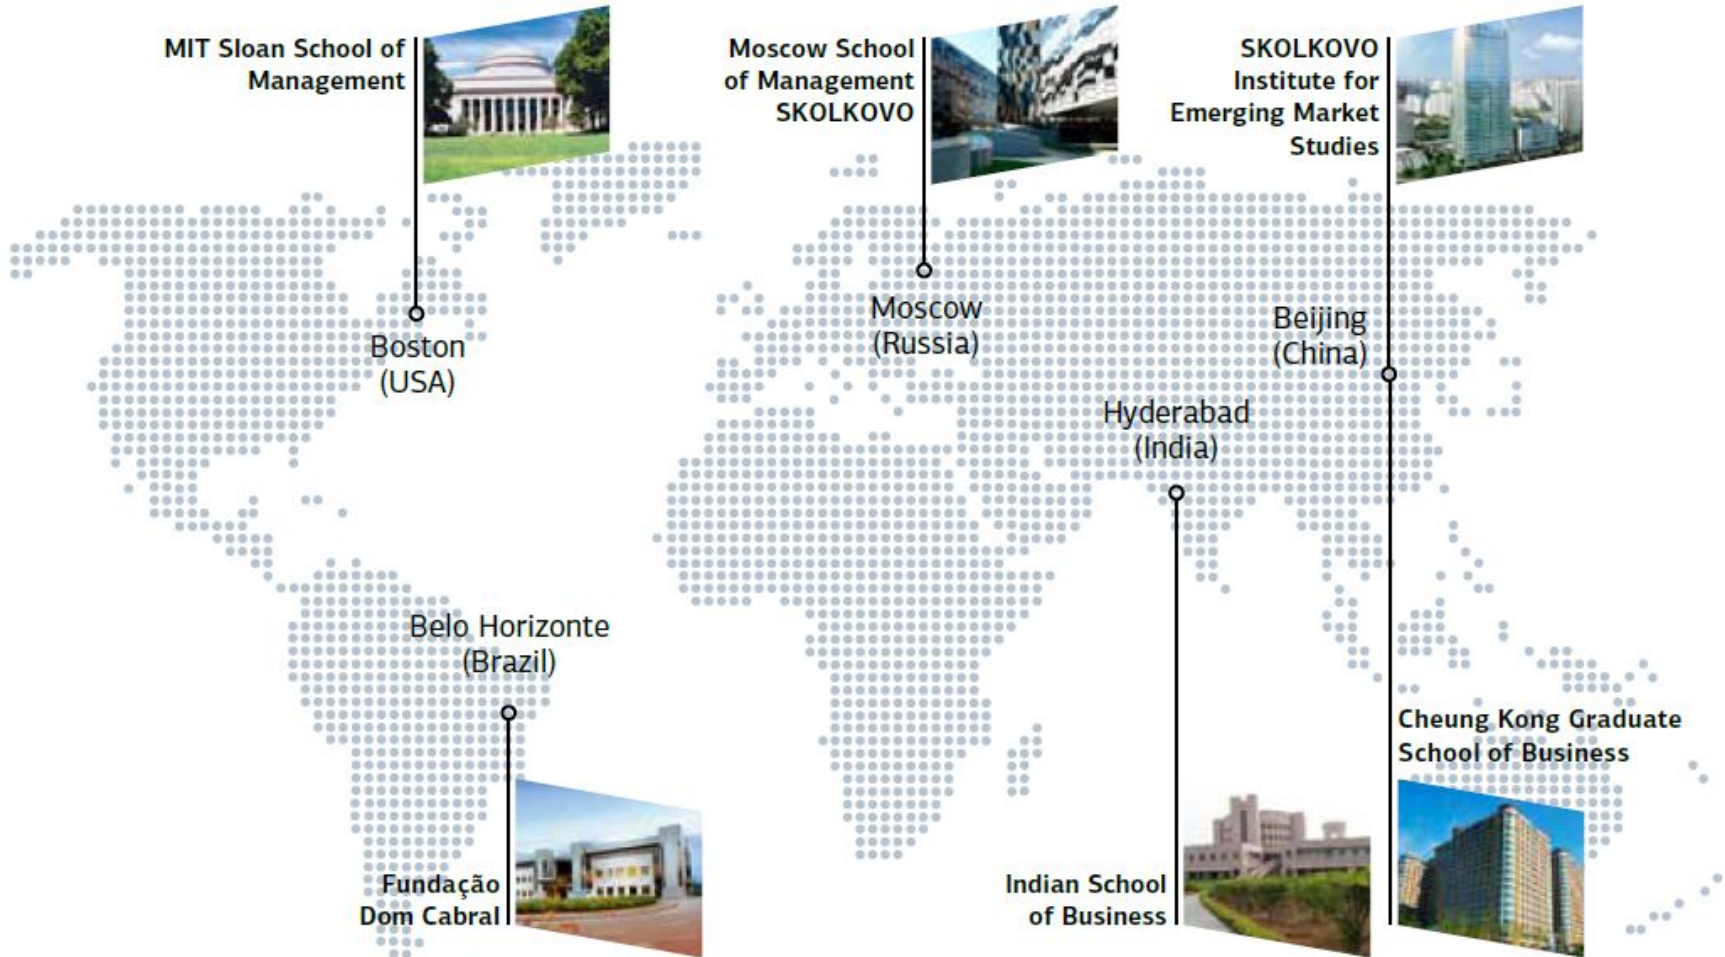 MIT Sloan School of
Management
Moscow School
of Management
SKOLKOVO
SKOLKOVO
Institute for
Emerging Market
Studies
Boston
(USA)
Moscow
(Russia)
Beijing
(China)
Hyderabad
(India)
Belo Horizonte
(Brazil)
Cheung Kong Graduate
School of Business
Fundação
Dom Cabral
Indian School
of Business